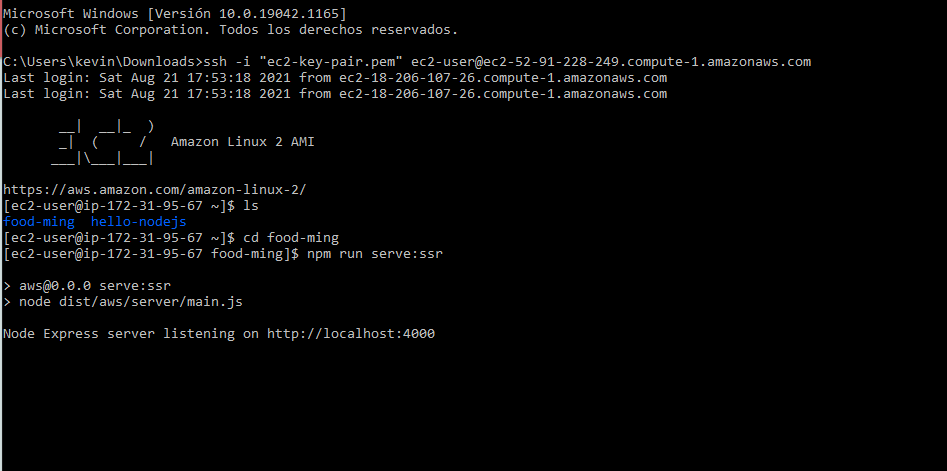 Microsoft Windows [Versión 10.0.19042.1165]
(c) Microsoft Corporation. Todos los derechos reservados.
C:\Users\kevin\Downloads>ssh -i "ec2-key-pair.pem" ec2-user@ec2-52-91-228-249.compute-1.amazonaws.com
Last login: Sat Aug 21 17:53:18 2021 from ec2-18-206-107-26.compute-1.amazonaws.com
Last login: Sat Aug 21 17:53:18 2021 from ec2-18-206-107-26.compute-1.amazonaws.com
       __|  __|_  )
       _|  (     /   Amazon Linux 2 AMI
      ___|\___|___|
https://aws.amazon.com/amazon-linux-2/
[ec2-user@ip-172-31-95-67 ~]$ ls
food-ming  hello-nodejs
[ec2-user@ip-172-31-95-67 ~]$ cd food-ming
[ec2-user@ip-172-31-95-67 food-ming]$ npm run serve:ssr
> aws@0.0.0 serve:ssr
> node dist/aws/server/main.js
Node Express server listening on http://localhost:4000